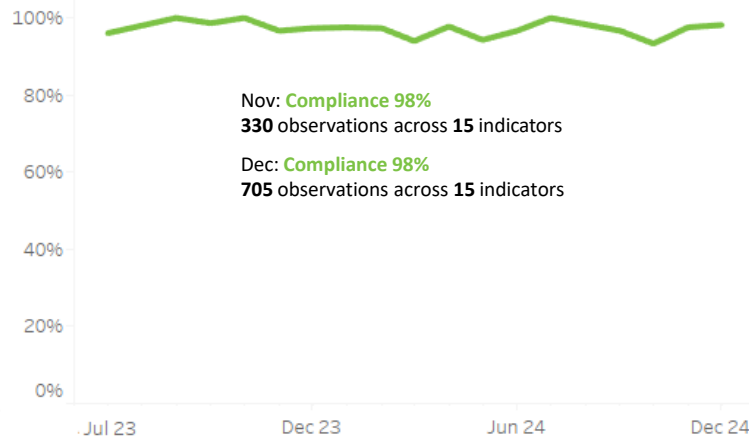 100%
80%
60%
40%
20%
0%
Nov: Compliance 98%
330 observations across 15 indicators
Dec: Compliance 98%
705 observations across 15 indicators
Jul 23 Dec 23 Jun 24 Dec 24